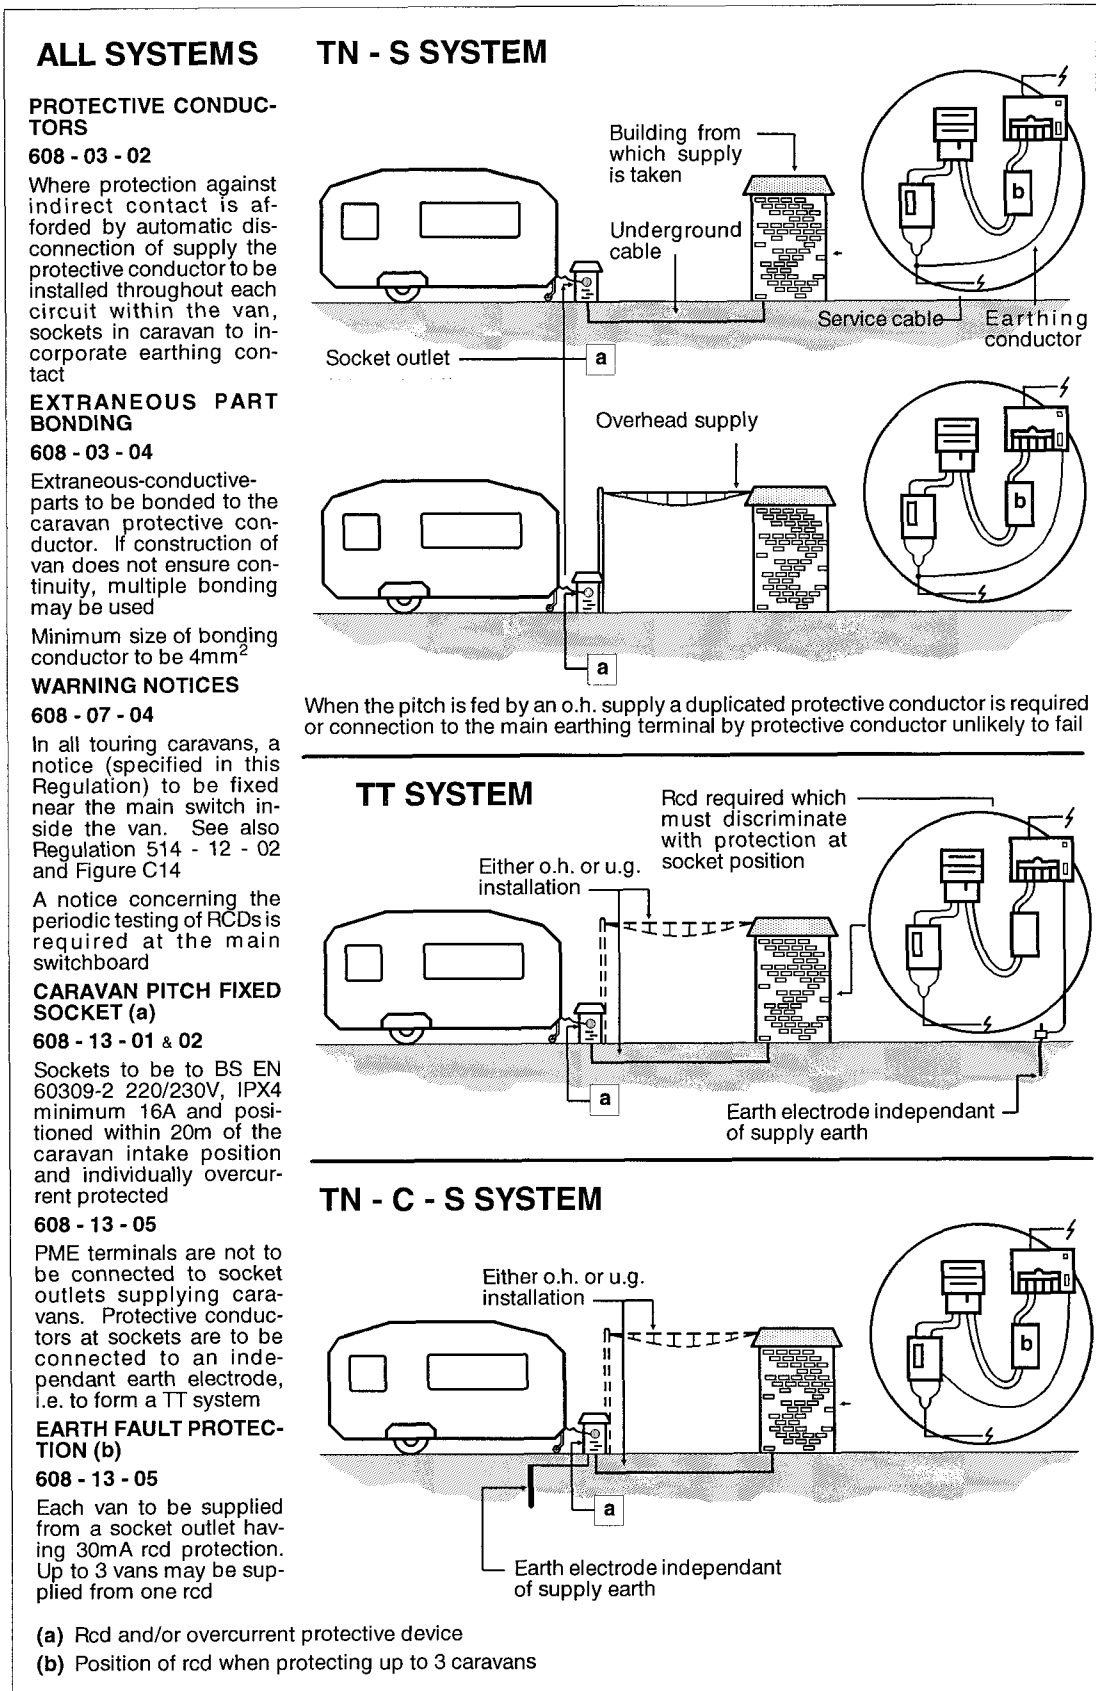 ALL SYSTEMS
PROTECTIVE CONDUC-
TORS
608 - 03 - 02
Where protection against
indirect contact is af-
forded by automatic dis-
connection of supply the
protective conductor to be
installed throughout each
circuit within the van,
sockets in caravan to in-
corporate earthing con-
tact
EXTRANEOUS PART
BONDING
608 - 03 - 04
Extraneous-conductive-
parts to be bonded to the
caravan protective con-
ductor. If construction of
van does not ensure con-
tinuity, multiple bonding
may be used
Minimum size of bonding
conductor to be 4mm²
WARNING NOTICES
608 - 07 - 04
In all touring caravans, a
notice (specified in this
Regulation) to be fixed
near the main switch in-
side the van. See also
Regulation 514 - 12 - 02
and Figure C14
A notice concerning the
periodic testing of RCDs is
required at the main
switchboard
CARAVAN PITCH FIXED
SOCKET (a)
608 - 13 - 01 & 02
Sockets to be to BS EN
60309-2 220/230V, IPX4
minimum 16A and posi-
tioned within 20m of the
caravan intake position
and individually overcur-
rent protected
608 - 13 - 05
PME terminals are not to
be connected to socket
outlets supplying cara-
vans. Protective conduc-
tors at sockets are to be
connected to an inde-
pendant earth electrode,
i.e. to form a TT system
EARTH FAULT PROTEC-
TION (b)
608 - 13 - 05
Each van to be supplied
from a socket outlet hav-
ing 30mA rcd protection.
Up to 3 vans may be sup-
plied from one rcd
TN - S SYSTEM
Building from
which supply
is taken
Underground
cable
b
Service cable
Earthing
conductor
Socket outlet
a
Overhead supply
b
a
When the pitch is fed by an o.h. supply a duplicated protective conductor is required
or connection to the main earthing terminal by protective conductor unlikely to fail
TT SYSTEM
Rcd required which
must discriminate
with protection at
socket position
Either o.h. or u.g.
installation
a
Earth electrode independant
of supply earth
TN - C - S SYSTEM
Either o.h. or u.g.
installation
b
a
Earth electrode independant
of supply earth
(a) Rcd and/or overcurrent protective device
(b) Position of rcd when protecting up to 3 caravans